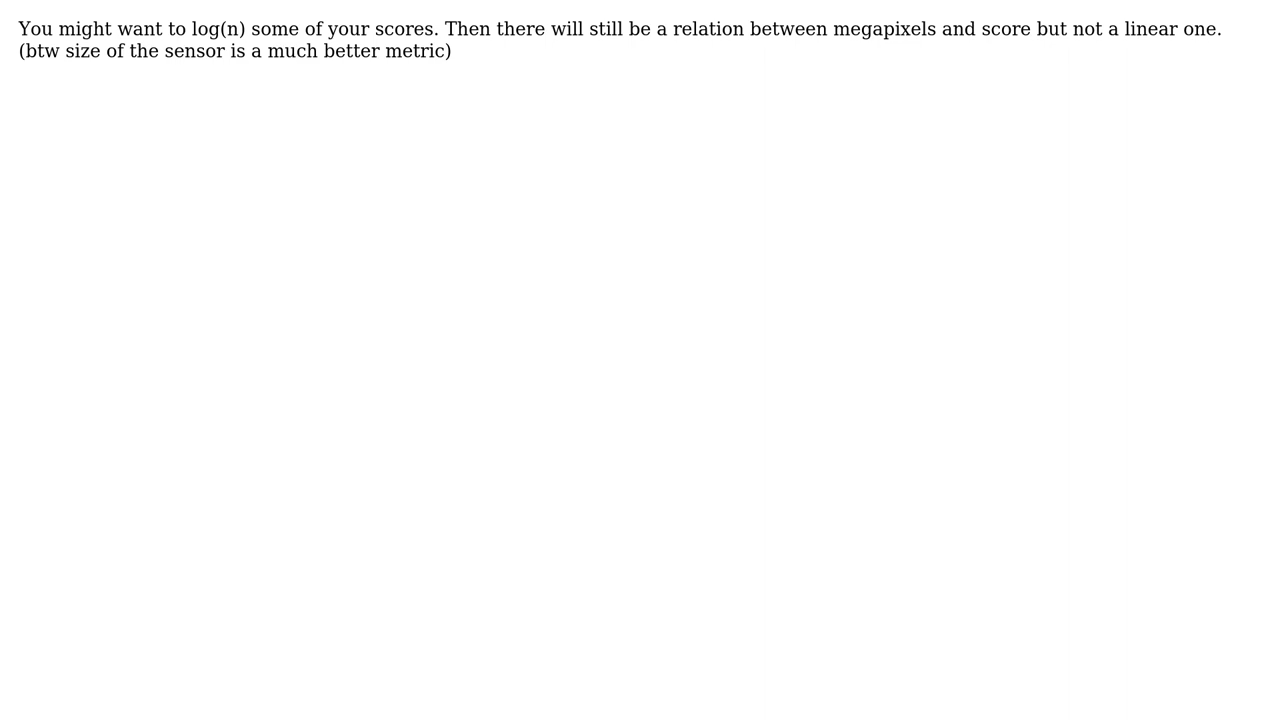 You might want to log(n) some of your scores. Then there will still be a relation between megapixels and score but not a linear one.
(btw size of the sensor is a much better metric)